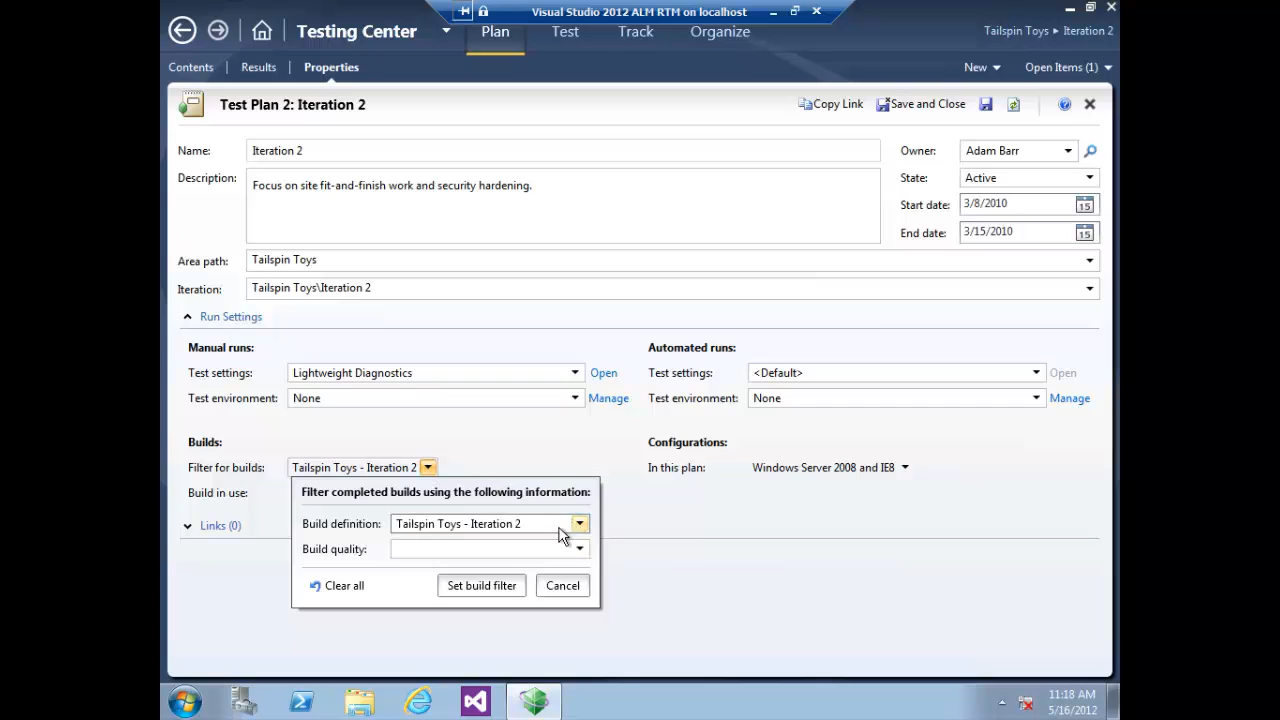 Visual Studio 2012 ALM RTM on localhost
Testing Center
Plan
Test
Track
Organize
Tailspin Toys ▸ Iteration 2
Contents
Results
Properties
New
Open Items (1)
Test Plan 2: Iteration 2
Copy Link
Save and Close
Name:
Iteration 2
Owner:
Adam Barr
Description:
Focus on site fit-and-finish work and security hardening.
State:
Active
Start date:
3/8/2010
15
End date:
3/15/2010
15
Area path:
Tailspin Toys
Iteration:
Tailspin Toys\Iteration 2
Run Settings
Manual runs:
Automated runs:
Test settings:
Lightweight Diagnostics
Open
Test settings:
<Default>
Open
Test environment:
None
Manage
Test environment:
None
Manage
Builds:
Configurations:
Filter for builds:
Tailspin Toys - Iteration 2
In this plan:
Windows Server 2008 and IE8
Build in use:
Filter completed builds using the following information:
Links (0)
Build definition:
Tailspin Toys - Iteration 2
Build quality:
Clear all
Set build filter
Cancel
11:18 AM
5/16/2012